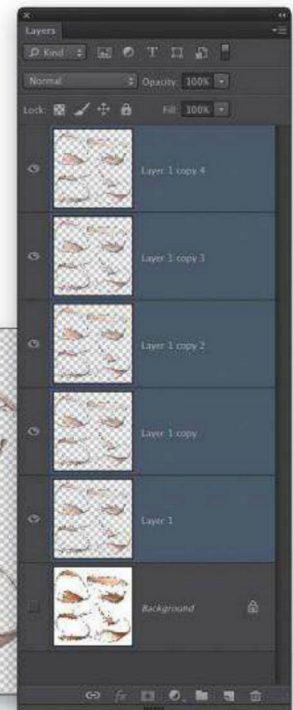 Layers
Kind
Normal Opacity: 100%
Lock: Fill: 100%
Layer 1 copy 4
Layer 1 copy 3
Layer 1 copy 2
Layer 1 copy
Layer 1
Background
fx